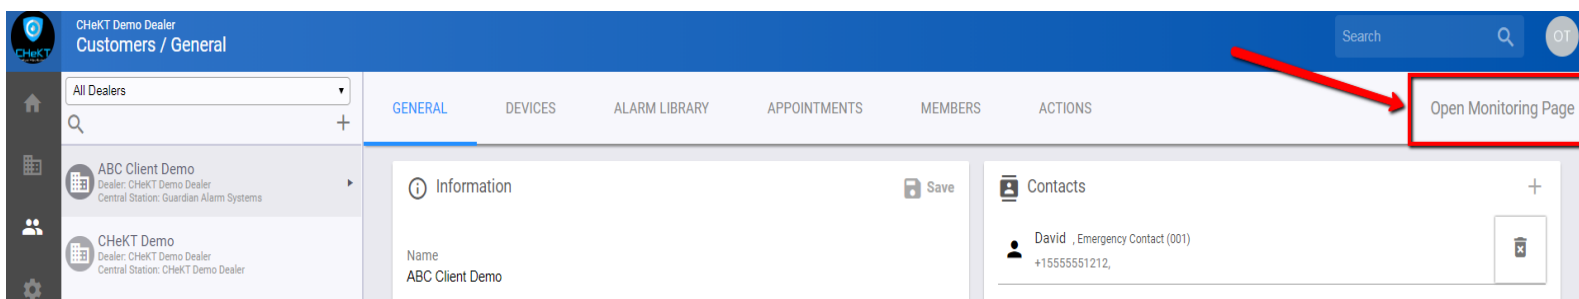 CHeKT
CHeKT Demo Dealer
Customers / General
Search
OT
All Dealers
GENERAL
DEVICES
ALARM LIBRARY
APPOINTMENTS
MEMBERS
ACTIONS
Open Monitoring Page
ABC Client Demo
Dealer: CHeKT Demo Dealer
Central Station: Guardian Alarm Systems
CHeKT Demo
Dealer: CHeKT Demo Dealer
Central Station: CHeKT Demo Dealer
Information
Save
Name
ABC Client Demo
Contacts
David , Emergency Contact (001)
+15555551212,